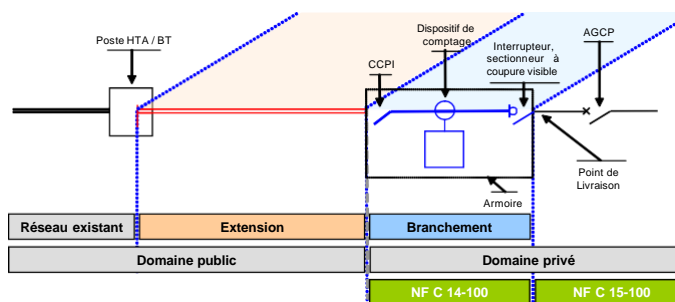 Poste HTA / BT
Dispositif de
comptage
CCPI
Interrupteur,
sectionneur à
coupure visible
AGCP
Point de
Livraison
Armoire
Réseau existant
Extension
Branchement
Domaine public
Domaine privé
NF C 14-100
NF C 15-100